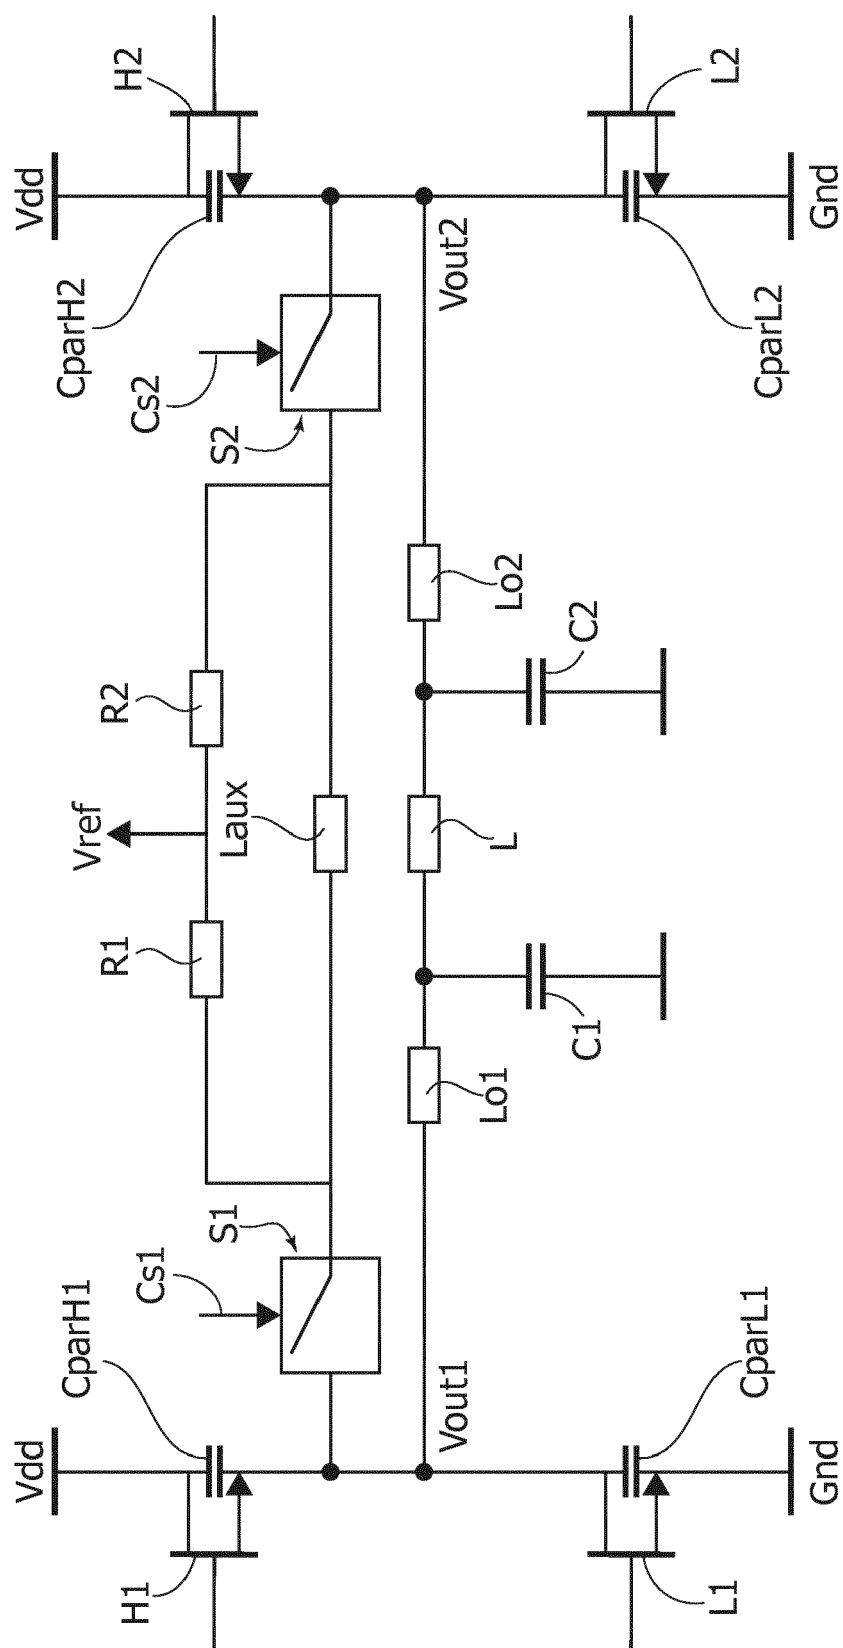 H2
L2
Vdd
Gnd
CparH2
Vout2
CparL2
Cs2
S2
Lo2
C2
R2
Vref
Laux
L
R1
C1
Lo1
S1
Cs1
CparH1
CparL1
Vout1
Vdd
Gnd
H1
L1